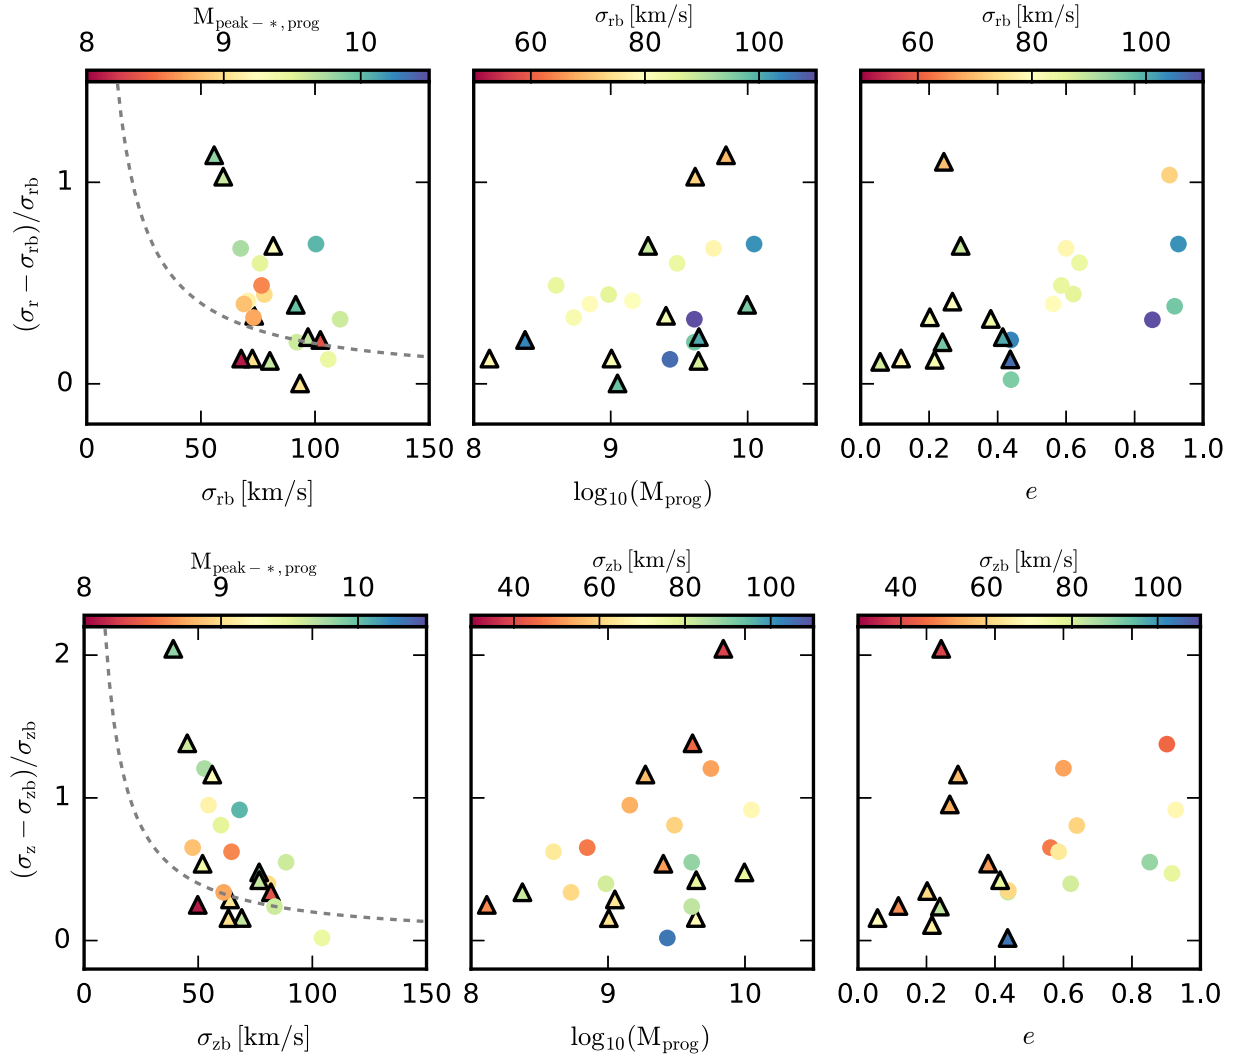 M_peak−*,prog
8 9 10
(σ_r − σ_rb)/σ_rb
1
0
0 50 100 150
σ_rb [km/s]
σ_rb [km/s]
60 80 100
8 9 10
log_10(M_prog)
σ_rb [km/s]
60 80 100
0.0 0.2 0.4 0.6 0.8 1.0
e
M_peak−*,prog
8 9 10
(σ_z − σ_zb)/σ_zb
2
1
0
0 50 100 150
σ_zb [km/s]
σ_zb [km/s]
40 60 80 100
8 9 10
log_10(M_prog)
σ_zb [km/s]
40 60 80 100
0.0 0.2 0.4 0.6 0.8 1.0
e